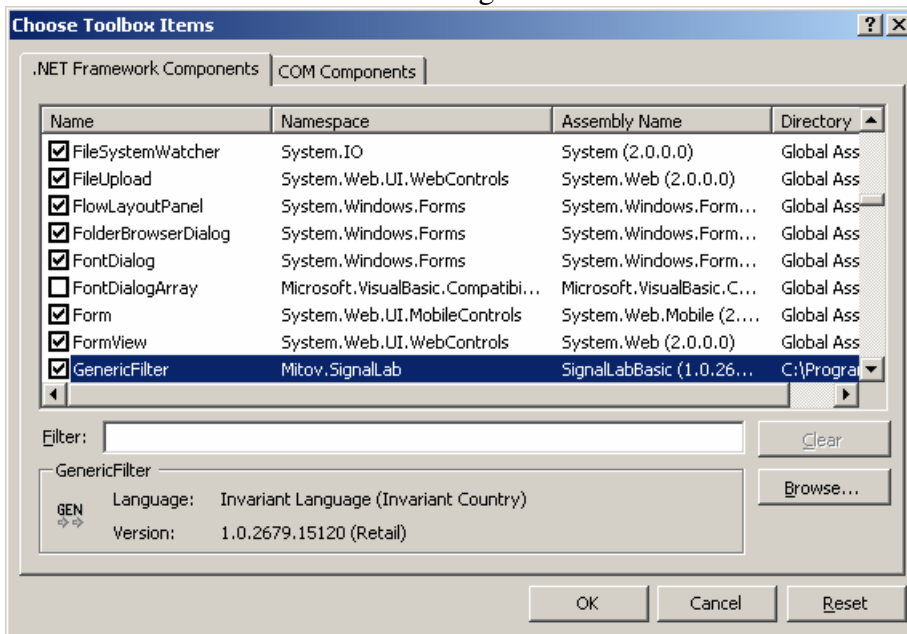 Choose Toolbox Items
.NET Framework Components COM Components
Name Namespace Assembly Name Directory
FileSystemWatcher System.IO System (2.0.0.0) Global Ass
FileUpload System.Web.UI.WebControls System.Web (2.0.0.0) Global Ass
FlowLayoutPanel System.Windows.Forms System.Windows.Form... Global Ass
FolderBrowserDialog System.Windows.Forms System.Windows.Form... Global Ass
FontDialog System.Windows.Forms System.Windows.Form... Global Ass
FontDialogArray Microsoft.VisualBasic.Compatibi... Microsoft.VisualBasic.C... Global Ass
Form System.Web.UI.MobileControls System.Web.Mobile (2.... Global Ass
FormView System.Web.UI.WebControls System.Web (2.0.0.0) Global Ass
GenericFilter Mitov.SignalLab SignalLabBasic (1.0.26... C:\Progra
Filter: Clear
GenericFilter
Browse...
GEN Language: Invariant Language (Invariant Country)
Version: 1.0.2679.15120 (Retail)
OK Cancel Reset